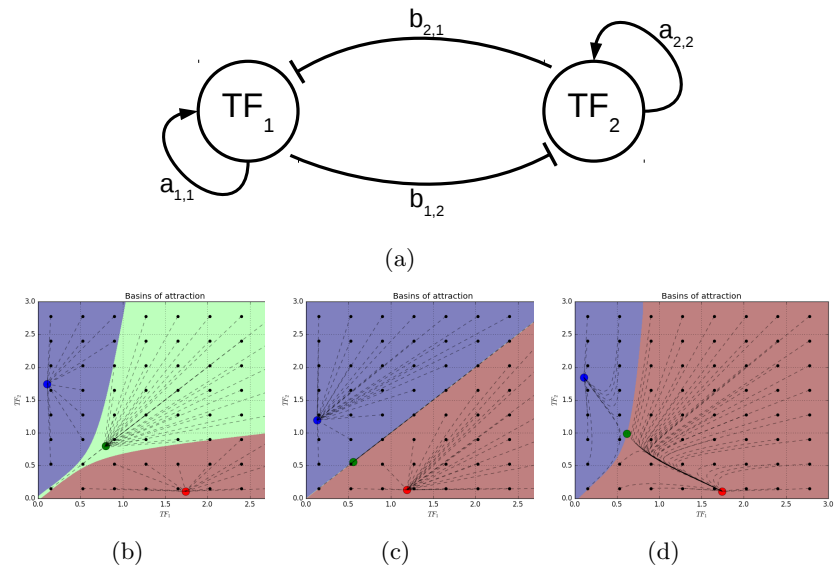 b2,1
a2,2
TF1
TF2
a1,1
b1,2
(a)
Basins of attraction
Basins of attraction
Basins of attraction
3.0
2.5
2.0
1.5
1.0
0.5
0.0
TF2
0.0 0.5 1.0 1.5 2.0 2.5
TF1
3.0
2.5
2.0
1.5
1.0
0.5
0.0
TF2
0.0 0.5 1.0 1.5 2.0 2.5
TF1
3.0
2.5
2.0
1.5
1.0
0.5
0.0
TF2
0.0 0.5 1.0 1.5 2.0 2.5 3.0
TF1
(b)
(c)
(d)